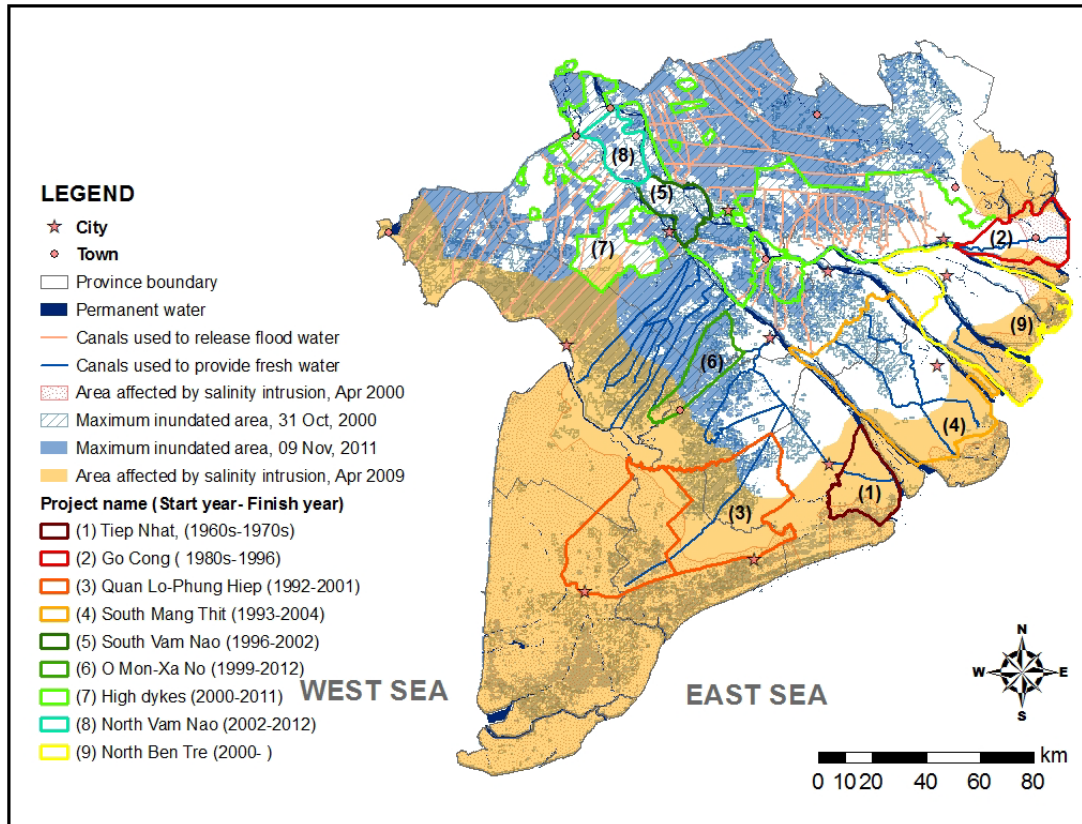 LEGEND
City
Town
Province boundary
Permanent water
Canals used to release flood water
Canals used to provide fresh water
Area affected by salinity intrusion, Apr 2000
Maximum inundated area, 31 Oct, 2000
Maximum inundated area, 09 Nov, 2011
Area affected by salinity intrusion, Apr 2009
Project name (Start year- Finish year)
(1) Tiep Nhat, (1960s-1970s)
(2) Go Cong ( 1980s-1996)
(3) Quan Lo-Phung Hiep (1992-2001)
(4) South Mang Thit (1993-2004)
(5) South Vam Nao (1996-2002)
(6) O Mon-Xa No (1999-2012)
(7) High dykes (2000-2011)
(8) North Vam Nao (2002-2012)
(9) North Ben Tre (2000- )
(8)
(5)
(7)
(2)
(9)
(6)
(4)
(1)
(3)
WEST SEA
EAST SEA
N
W E
S
km
0 10 20 40 60 80